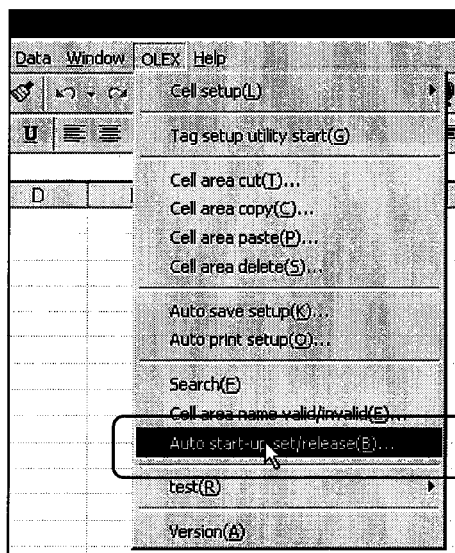 Data Window OLEX Help
Cell setup(L)
U
Tag setup utility start(G)
D
Cell area cut(T)...
Cell area copy(C)...
Cell area paste(P)...
Cell area delete(S)...
Auto save setup(K)...
Auto print setup(O)...
Search(F)
Cell area name valid/invalid(E)...
Auto start-up set/release(B)...
test(R)
Version(A)